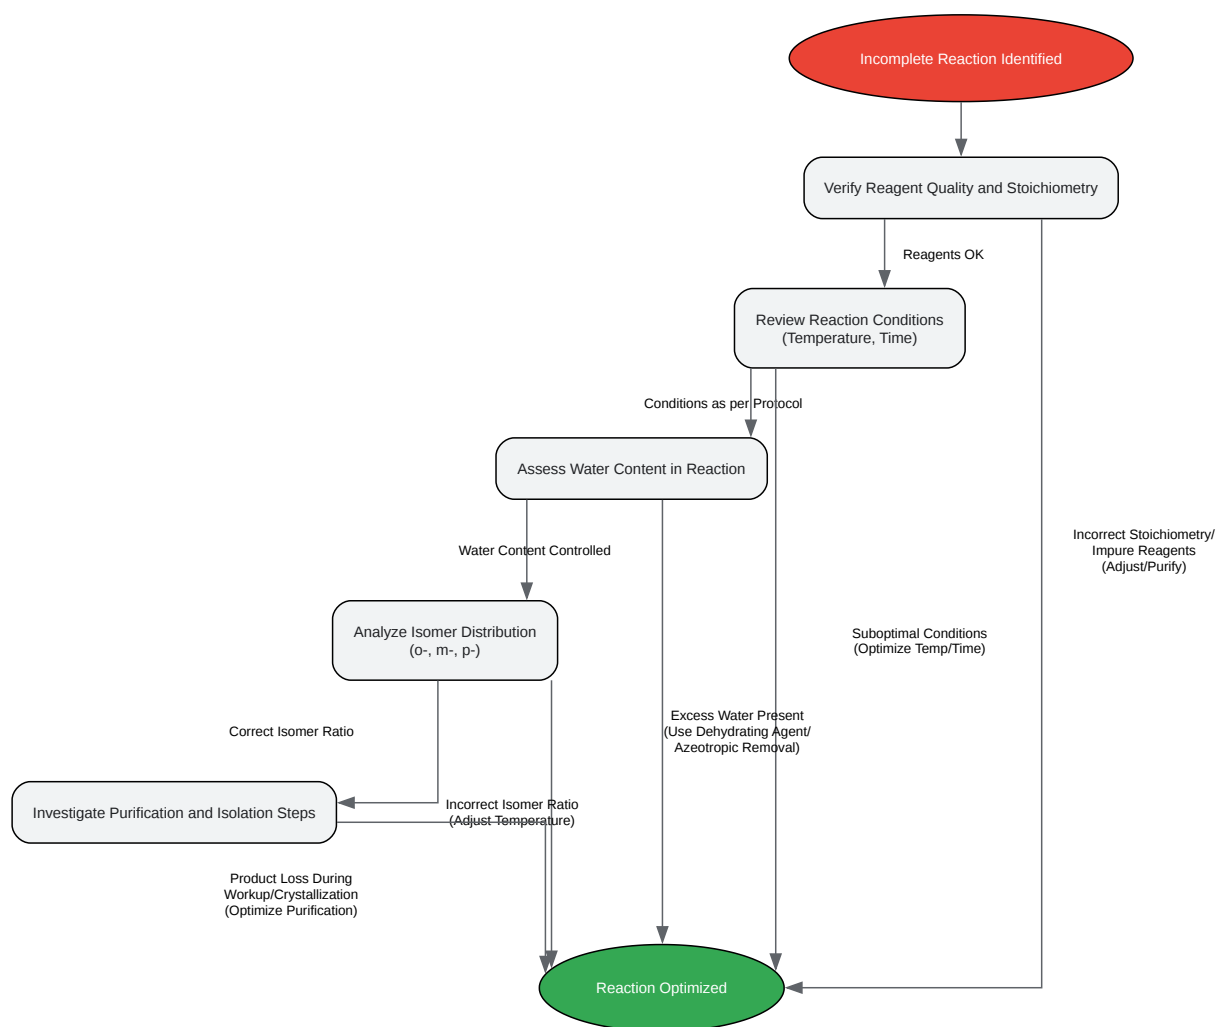 Incomplete Reaction Identified
Verify Reagent Quality and Stoichiometry
Reagents OK
Review Reaction Conditions
(Temperature, Time)
Conditions as per Protocol
Assess Water Content in Reaction
Incorrect Stoichiometry/
Impure Reagents
(Adjust/Purify)
Water Content Controlled
Analyze Isomer Distribution
(o-, m-, p-)
Suboptimal Conditions
(Optimize Temp/Time)
Excess Water Present
(Use Dehydrating Agent/
Azeotropic Removal)
Correct Isomer Ratio
Investigate Purification and Isolation Steps
Incorrect Isomer Ratio
(Adjust Temperature)
Product Loss During
Workup/Crystallization
(Optimize Purification)
Reaction Optimized